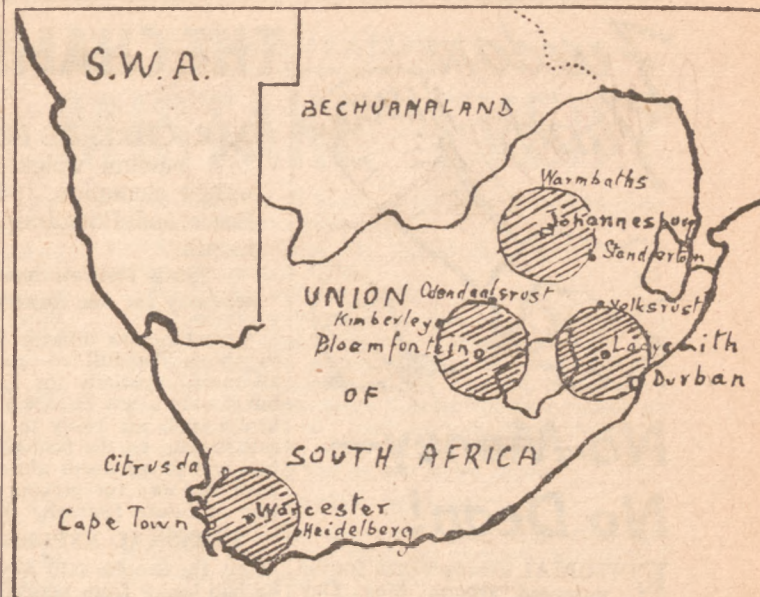 S.W.A.
BECHUANALAND
Warmbaths
Johannesburg
Standerton
UNION
Odendaalsrust
Volksrust
Kimberley
Bloemfontein
Ladysmith
Durban
OF
SOUTH AFRICA
Citrusdal
Worcester
Cape Town
Heidelberg